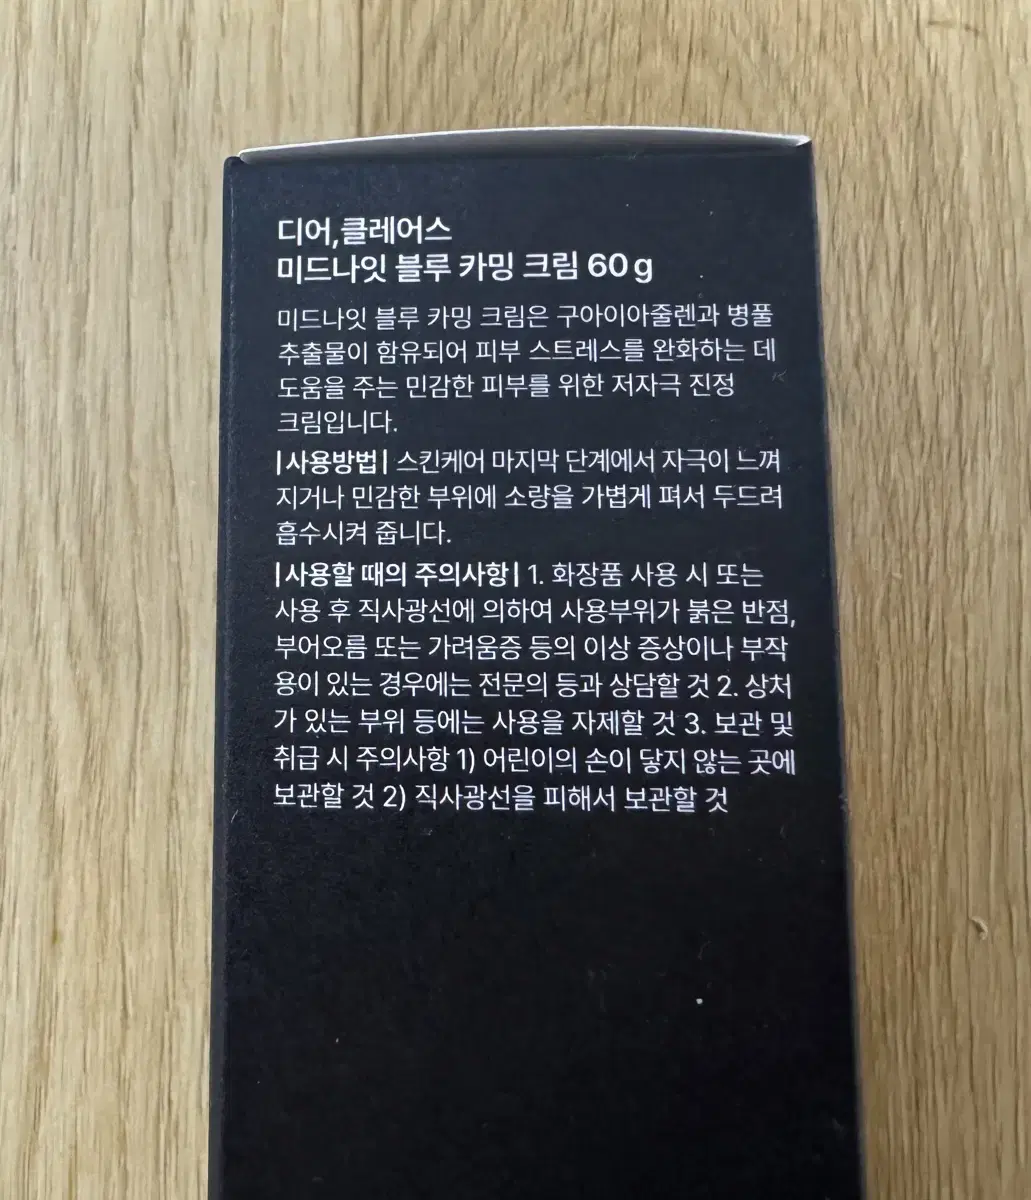 디어,클레어스
미드나잇 블루 카밍 크림 60 g
미드나잇 블루 카밍 크림은 구아이아줄렌과 병풀
추출물이 함유되어 피부 스트레스를 완화하는 데
도움을 주는 민감한 피부를 위한 저자극 진정
크림입니다.
|사용방법| 스킨케어 마지막 단계에서 자극이 느껴
지거나 민감한 부위에 소량을 가볍게 펴서 두드려
흡수시켜 줍니다.
|사용할 때의 주의사항| 1. 화장품 사용 시 또는
사용 후 직사광선에 의하여 사용부위가 붉은 반점,
부어오름 또는 가려움증 등의 이상 증상이나 부작
용이 있는 경우에는 전문의 등과 상담할 것 2. 상처
가 있는 부위 등에는 사용을 자제할 것 3. 보관 및
취급 시 주의사항 1) 어린이의 손이 닿지 않는 곳에
보관할 것 2) 직사광선을 피해서 보관할 것